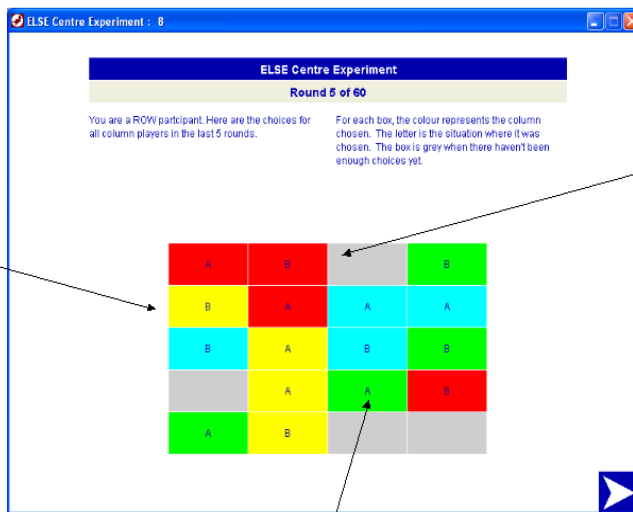 ELSE Centre Experiment : 8
ELSE Centre Experiment
Round 5 of 60
You are a ROW partcipant. Here are the choices for
all column players in the last 5 rounds.
For each box, the colour represents the column
chosen. The letter is the situation where it was
chosen. The box is grey when there haven't been
enough choices yet.
A B B
B A A A
B A B B
A A B
A B